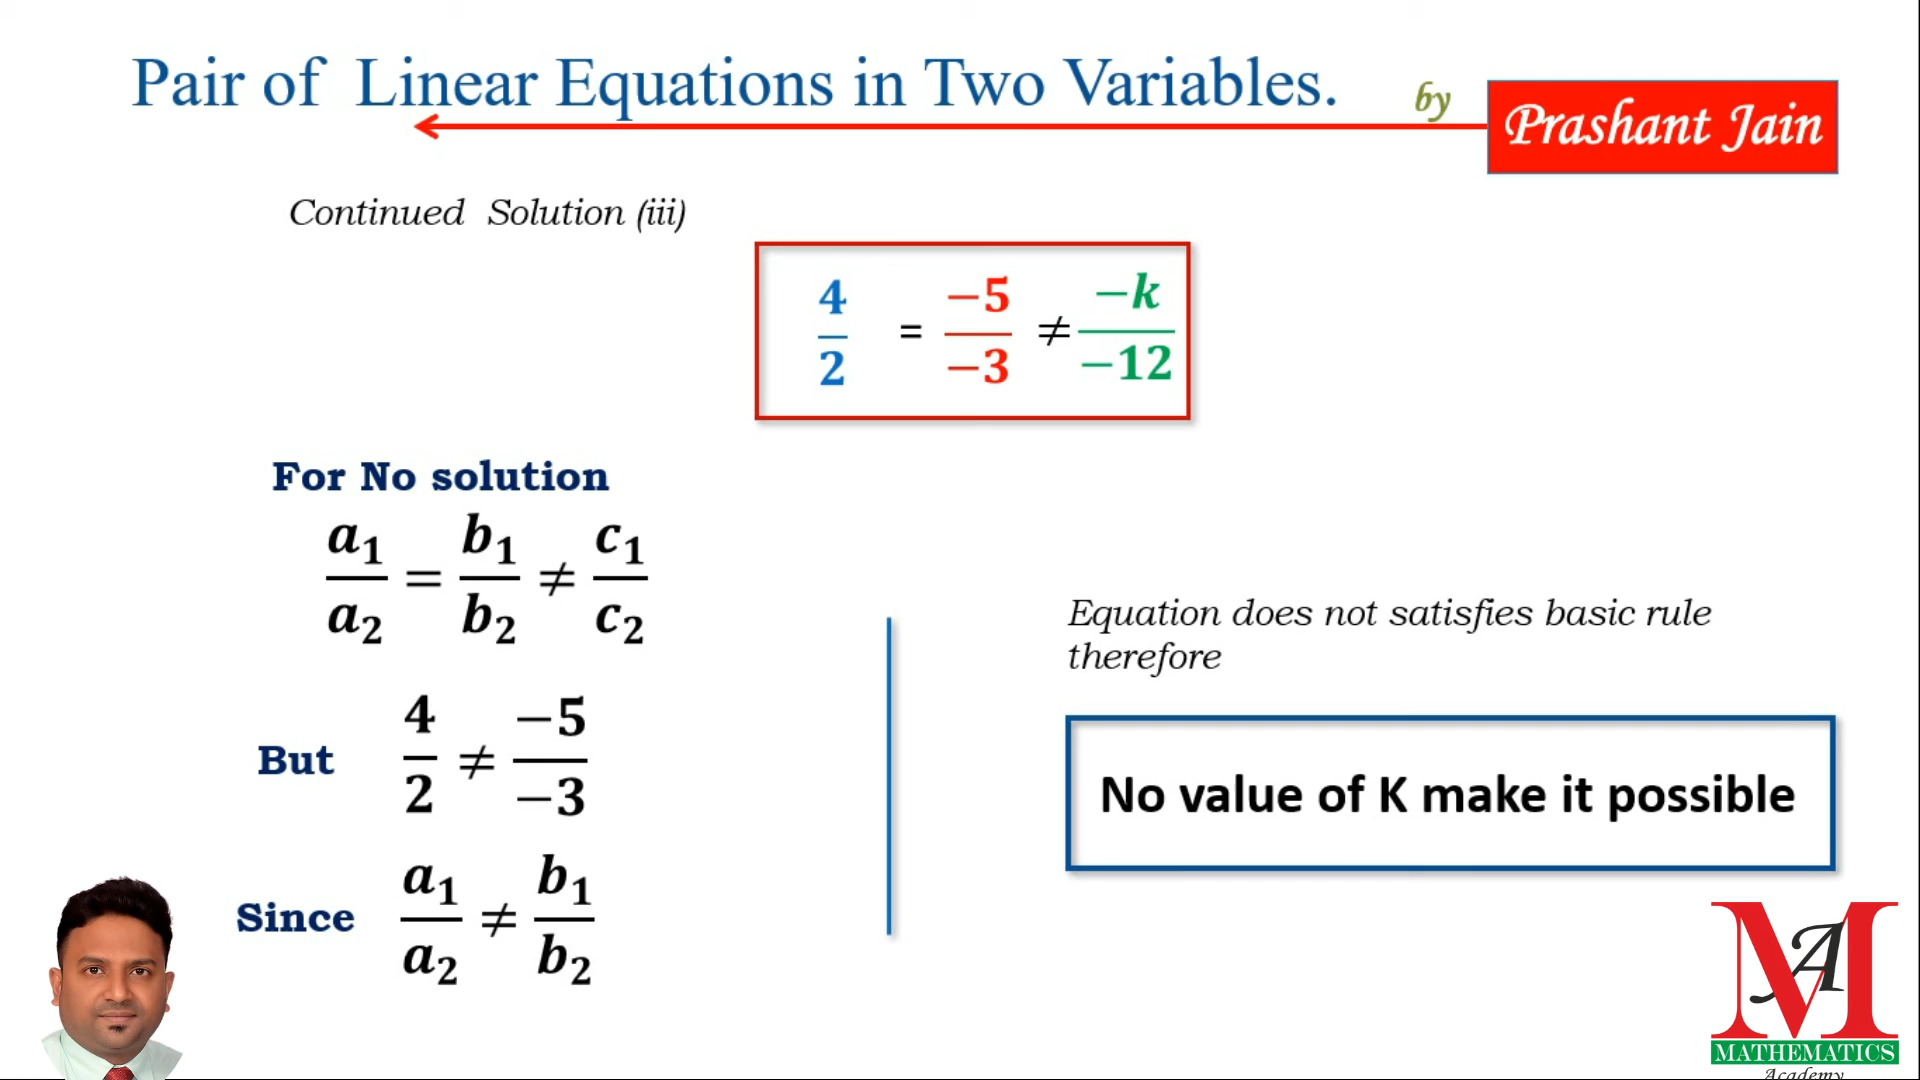 Pair of Linear Equations in Two Variables.
by
Prashant Jain
Continued Solution (iii)
4/2 = −5/−3 ≠ −k/−12
For No solution
a₁/a₂ = b₁/b₂ ≠ c₁/c₂
But 4/2 ≠ −5/−3
Since a₁/a₂ ≠ b₁/b₂
Equation does not satisfies basic rule
therefore
No value of K make it possible
MA
MATHEMATICS
Academy